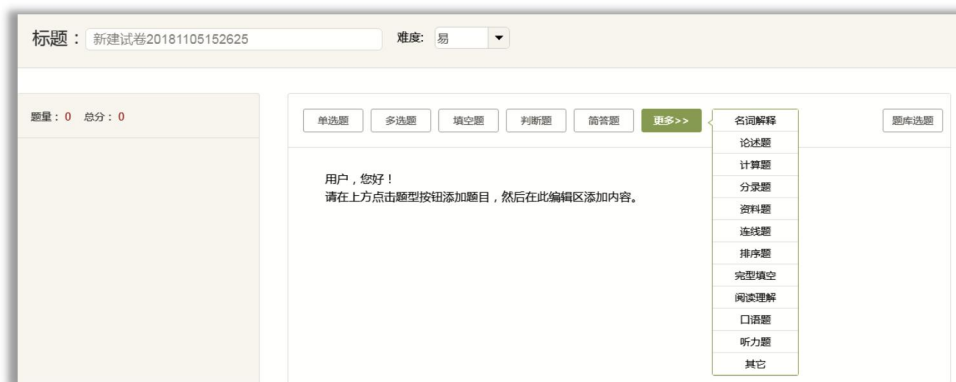 标题：新建试卷20181105152625 难度: 易
题量：0 总分：0
单选题 多选题 填空题 判断题 简答题 更多>> 名词解释 题库选题
论述题
计算题
用户，您好！
分录题
请在上方点击题型按钮添加题目，然后在此编辑区添加内容。
资料题
连线题
排序题
完型填空
阅读理解
口语题
听力题
其它